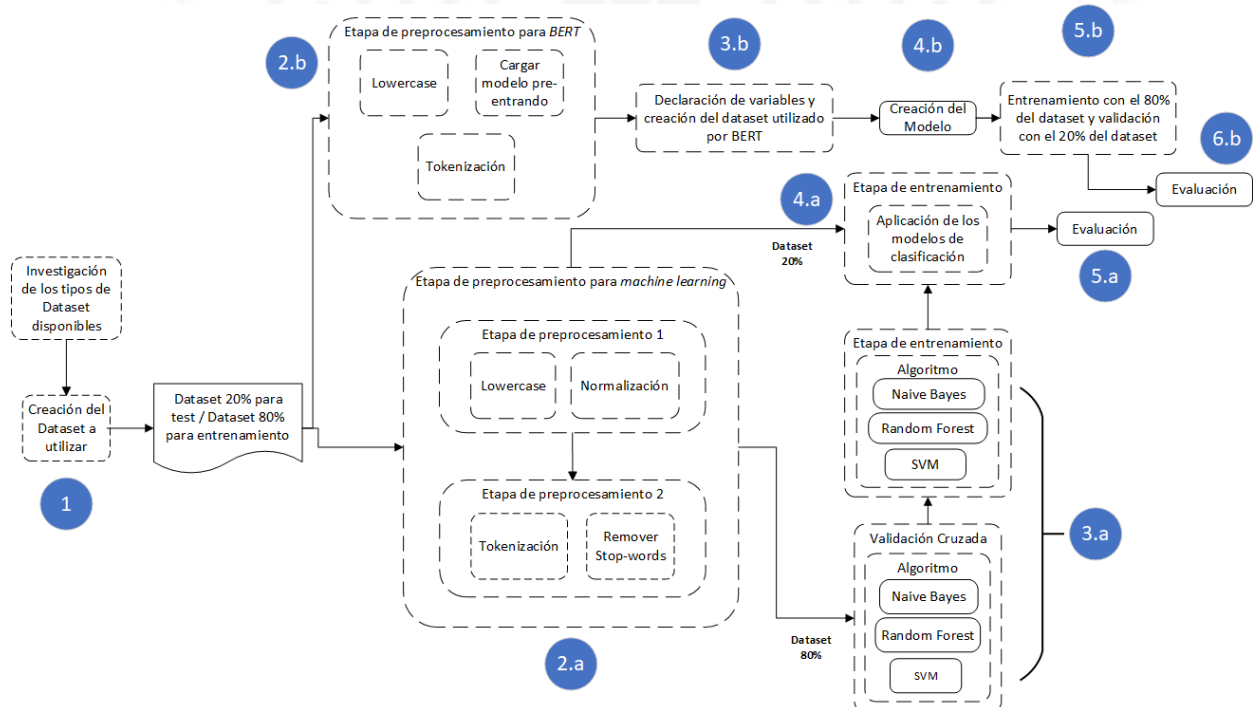 Etapa de preprocesamiento para BERT
2.b
Lowercase
Cargar
modelo pre-
entrando
Tokenización
3.b
Declaración de variables y
creación del dataset utilizado
por BERT
4.b
Creación del
Modelo
5.b
Entrenamiento con el 80%
del dataset y validación
con el 20% del dataset
6.b
Evaluación
4.a
Etapa de entrenamiento
Aplicación de los
modelos de
clasificación
Dataset
20%
Evaluación
5.a
Investigación
de los tipos de
Dataset
disponibles
Creación del
Dataset a
utilizar
1
Dataset 20% para
test / Dataset 80%
para entrenamiento
Etapa de preprocesamiento para machine learning
Etapa de preprocesamiento 1
Lowercase
Normalización
Etapa de preprocesamiento 2
Tokenización
Remover
Stop-words
2.a
Dataset
80%
Etapa de entrenamiento
Algoritmo
Naive Bayes
Random Forest
SVM
Validación Cruzada
Algoritmo
Naive Bayes
Random Forest
SVM
3.a